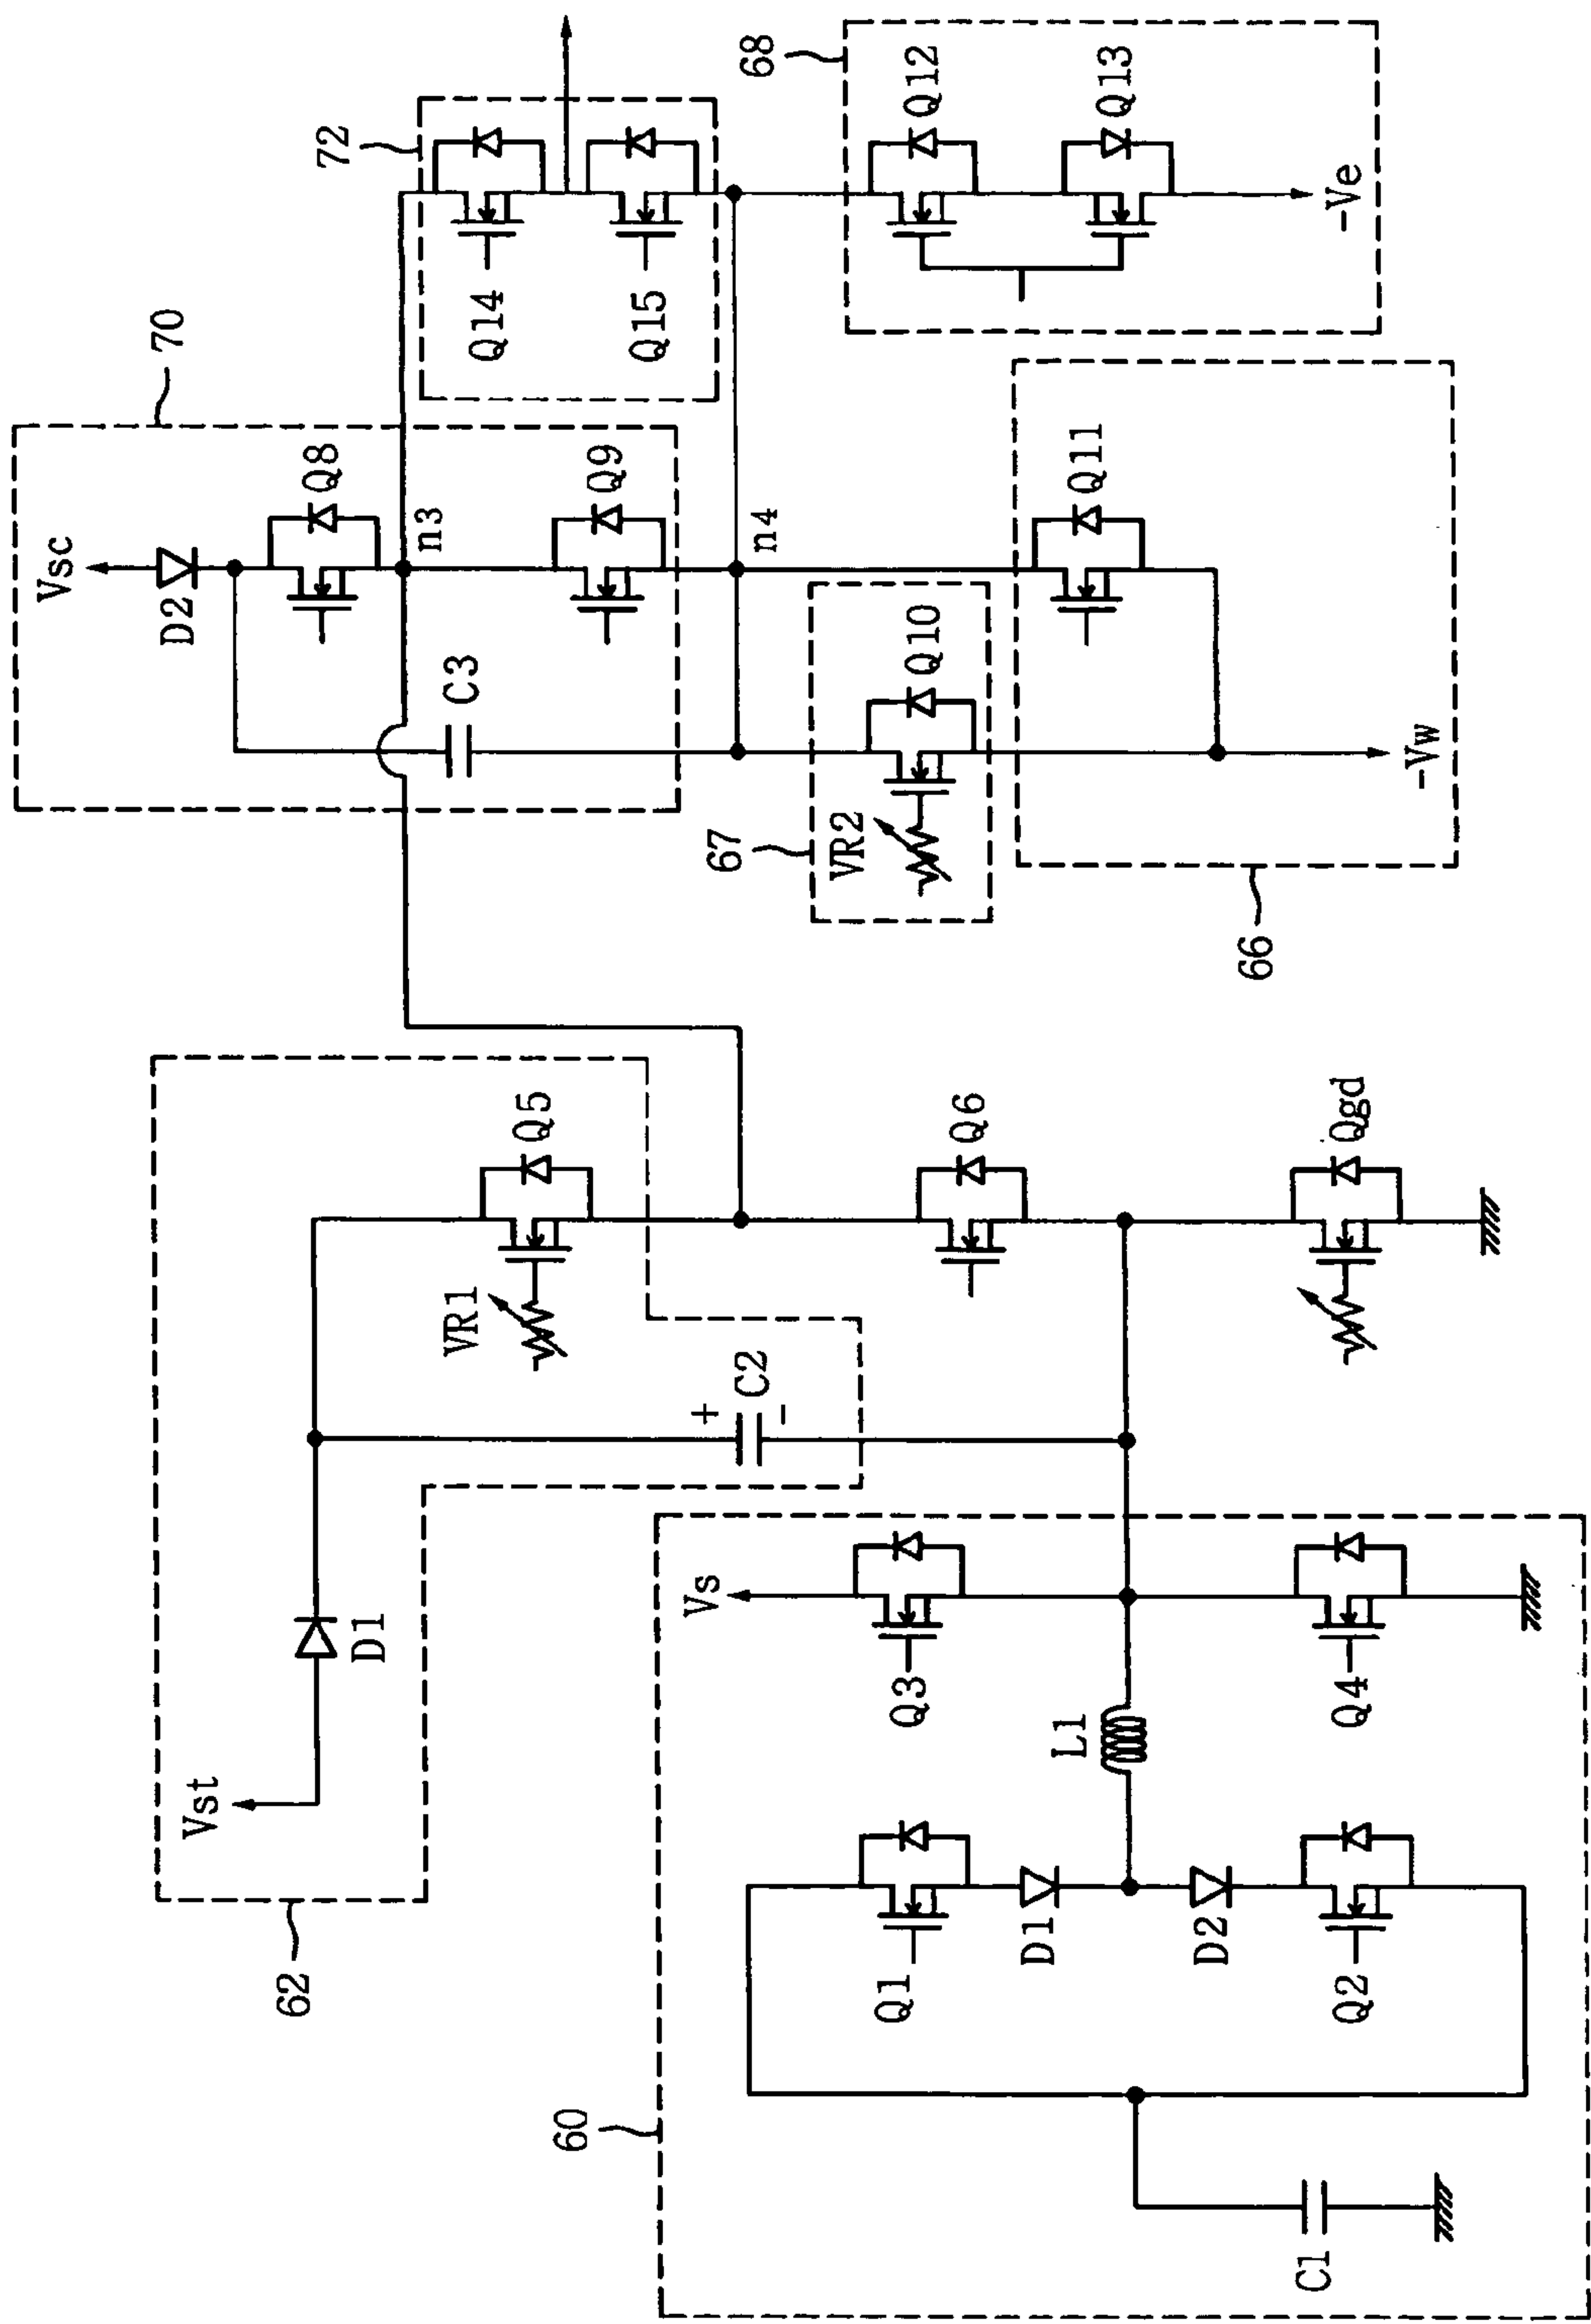 72
68
Q14
Q15
Q12
Q13
-Ve
70
Vsc
D2
Q8
n3
Q9
C3
n4
Q11
67
VR2
Q10
-Vw
66
Q5
VR1
+
C2
-
Q6
Qgd
Vst
D1
62
Vs
Q3
Q4
L1
Q1
D1
D2
Q2
60
C1